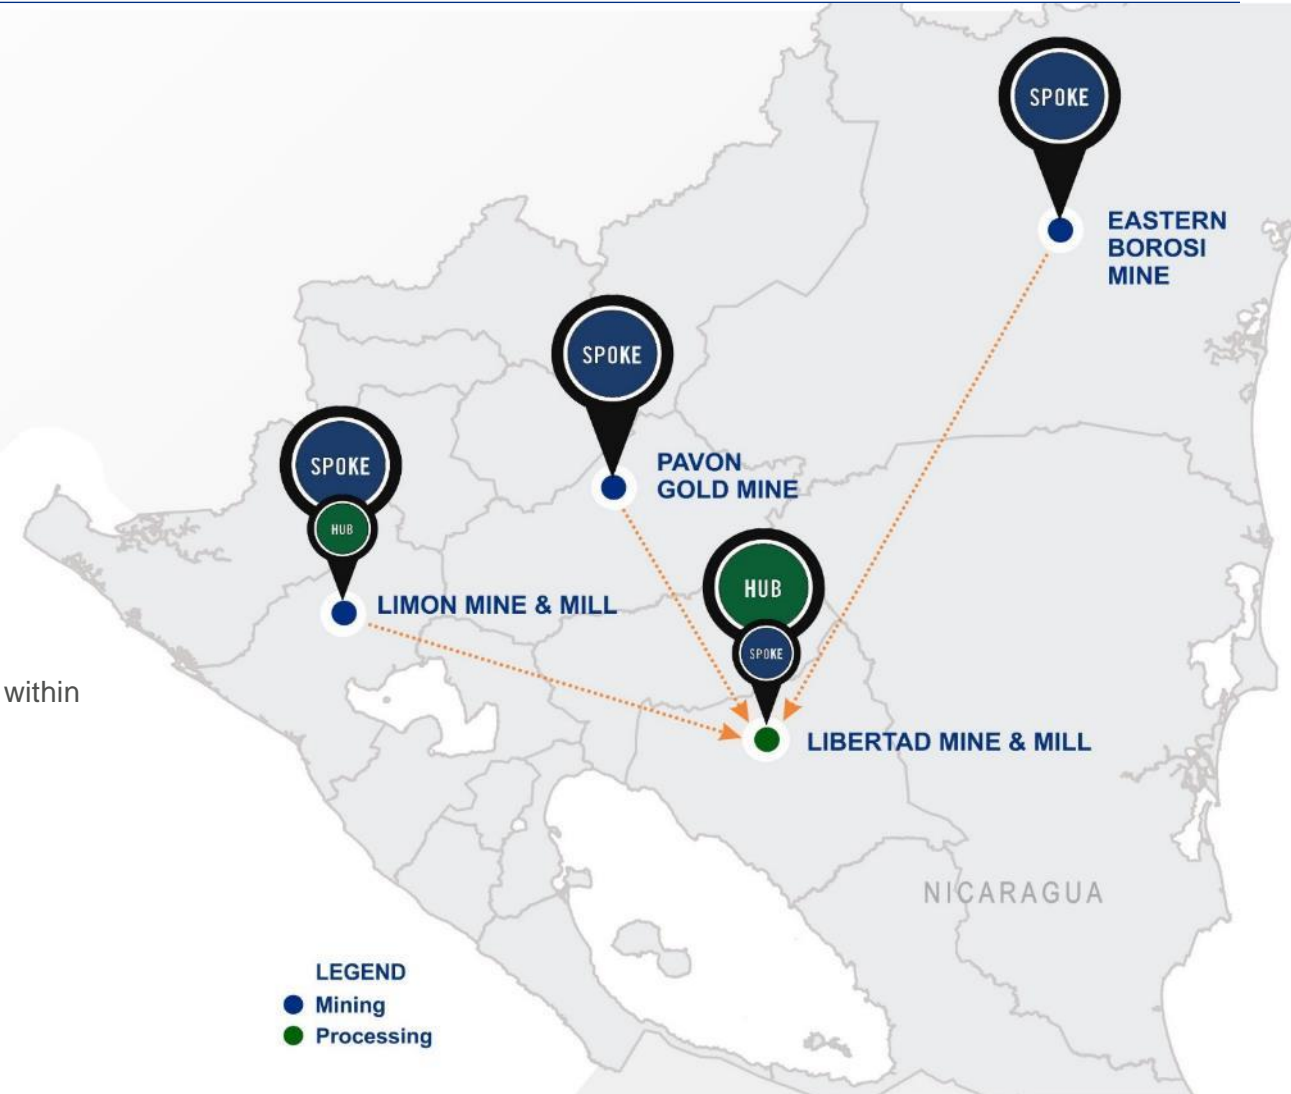 SPOKE
EASTERN
BOROSI
MINE
SPOKE
SPOKE
HUB
PAVON
GOLD MINE
HUB
SPOKE
LIMON MINE & MILL
within
LIBERTAD MINE & MILL
NICARAGUA
LEGEND
Mining
Processing